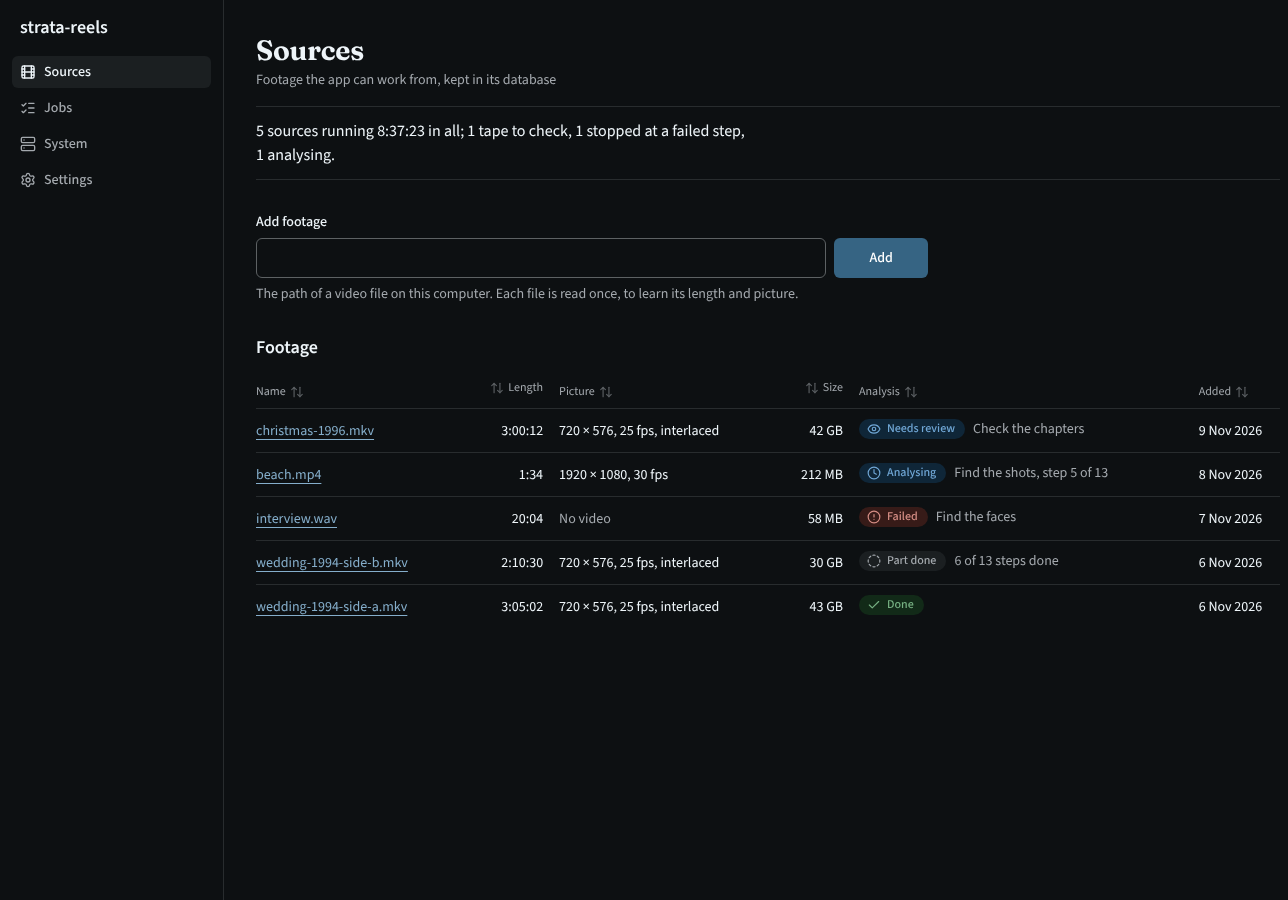 strata-reels
Sources
Jobs
System
Settings
Sources
Footage the app can work from, kept in its database
5 sources running 8:37:23 in all; 1 tape to check, 1 stopped at a failed step,
1 analysing.
Add footage
Add
The path of a video file on this computer. Each file is read once, to learn its length and picture.
Footage
Name Length Picture Size Analysis Added
christmas-1996.mkv 3:00:12 720 × 576, 25 fps, interlaced 42 GB Needs review Check the chapters 9 Nov 2026
beach.mp4 1:34 1920 × 1080, 30 fps 212 MB Analysing Find the shots, step 5 of 13 8 Nov 2026
interview.wav 20:04 No video 58 MB Failed Find the faces 7 Nov 2026
wedding-1994-side-b.mkv 2:10:30 720 × 576, 25 fps, interlaced 30 GB Part done 6 of 13 steps done 6 Nov 2026
wedding-1994-side-a.mkv 3:05:02 720 × 576, 25 fps, interlaced 43 GB Done 6 Nov 2026